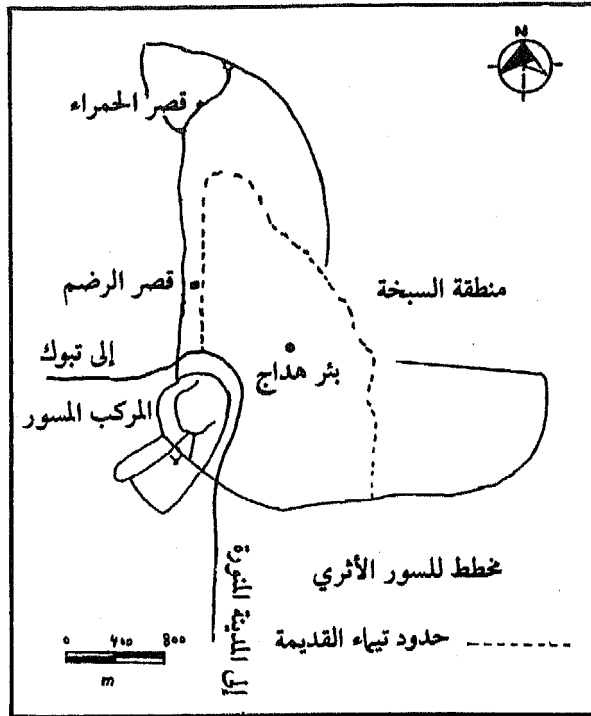 N
قصر الحمراء
قصر الرضم
منطقة السبخة
إلى تبوك
بئر هداج
المركب المسور
إلى المدينة المنورة
مخطط للسور الأثري
حدود تيماء القديمة
0 400 800
m